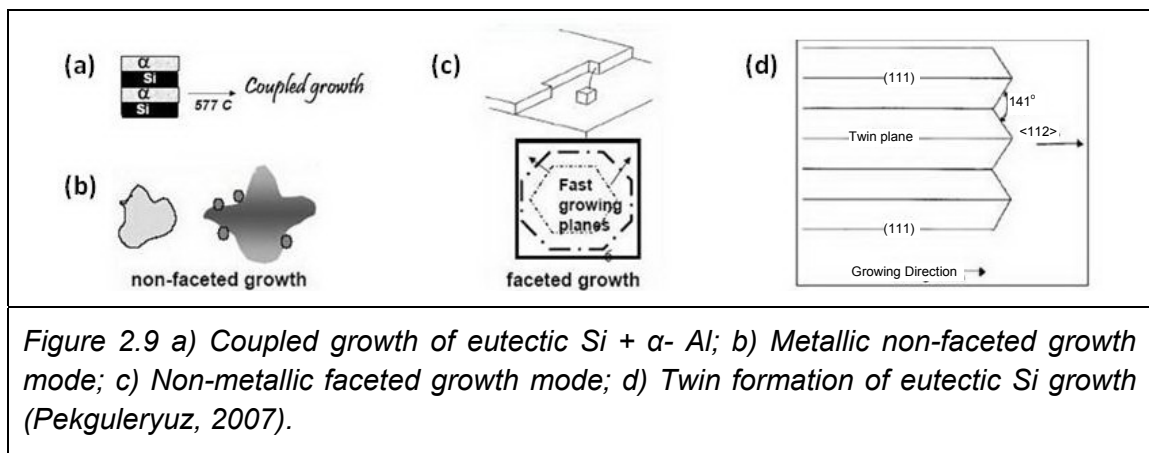 (a)
α
Si
α
Si
577 C
Coupled growth
(b)
non-faceted growth
(c)
Fast
growing
planes
6
faceted growth
(d)
(111)
141°
<112>
Twin plane
(111)
Growing Direction
Figure 2.9 a) Coupled growth of eutectic Si + α- Al; b) Metallic non-faceted growth
mode; c) Non-metallic faceted growth mode; d) Twin formation of eutectic Si growth
(Pekguleryuz, 2007).